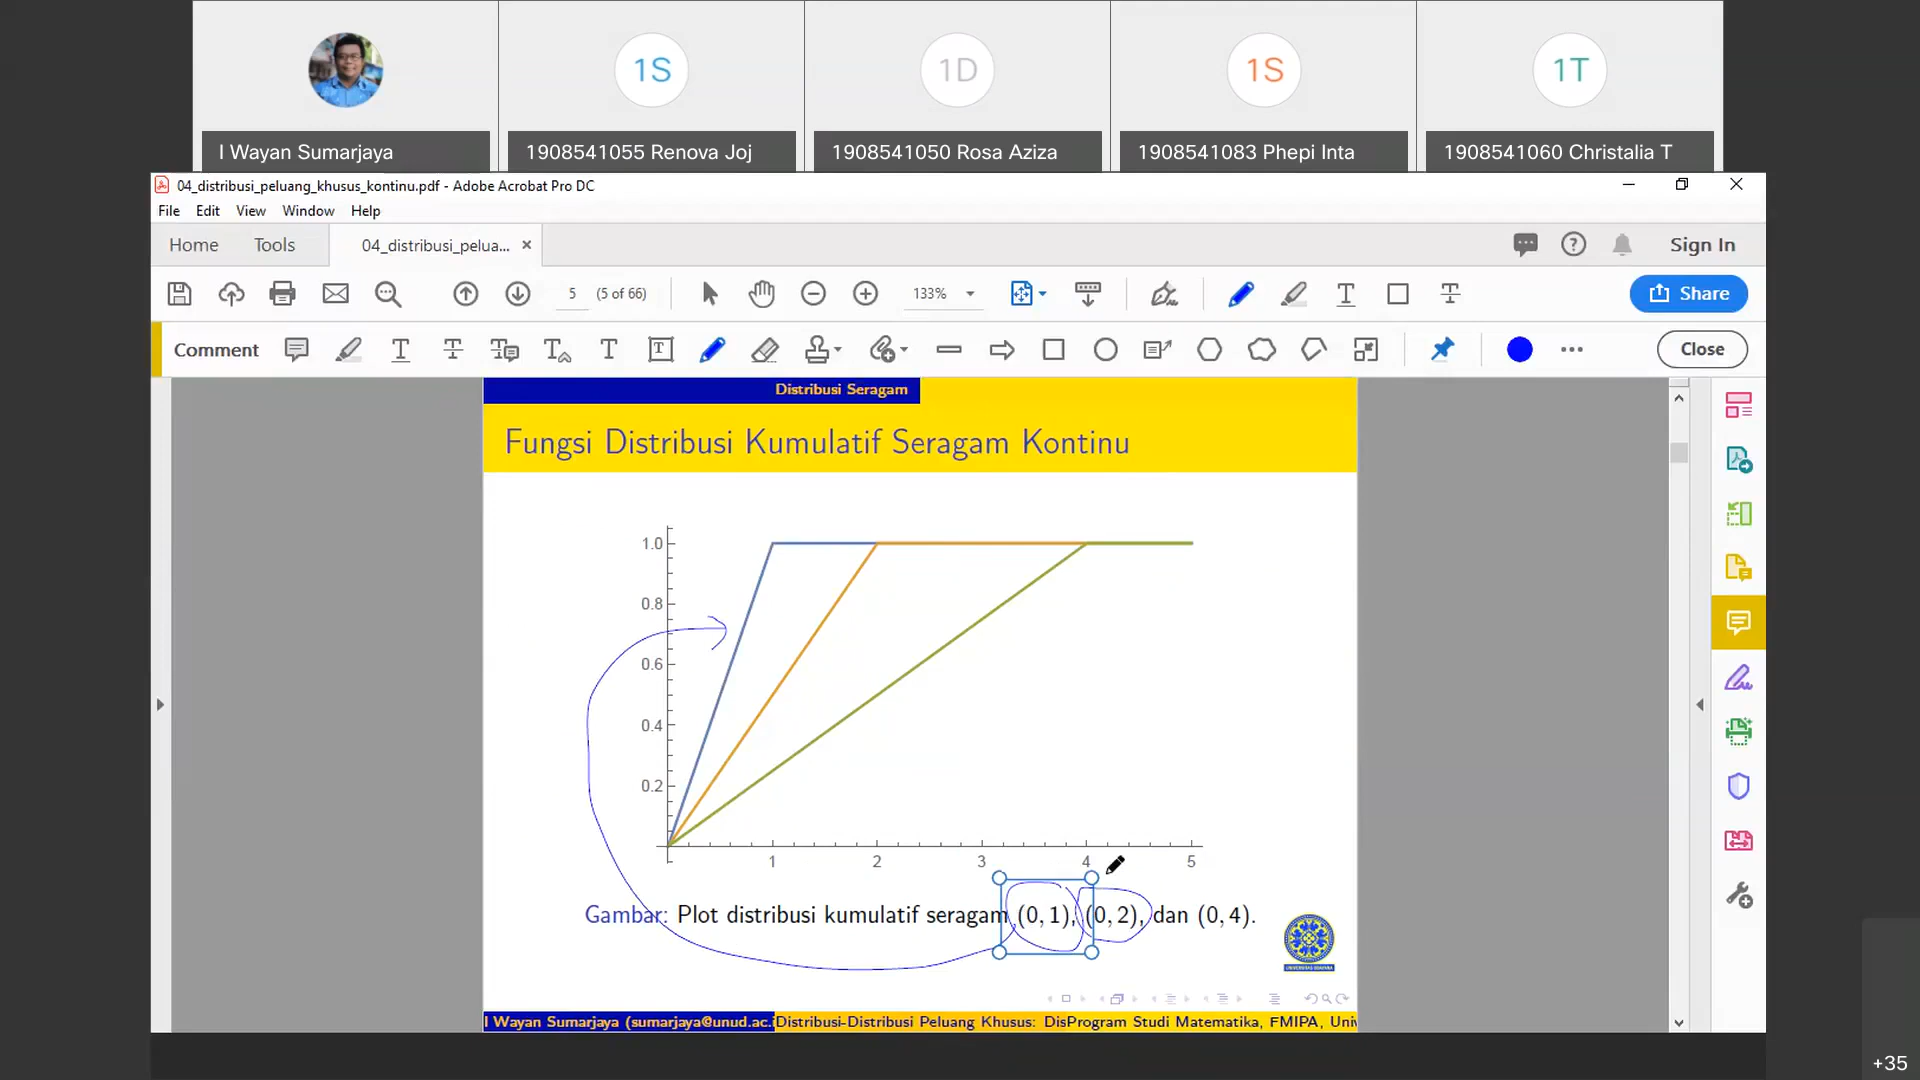 1S
1D
1S
1T
I Wayan Sumarjaya
1908541055 Renova Joj
1908541050 Rosa Aziza
1908541083 Phepi Inta
1908541060 Christalia T
04_distribusi_peluang_khusus_kontinu.pdf - Adobe Acrobat Pro DC
File Edit View Window Help
Home Tools 04_distribusi_pelua... ×
Sign In
5 (5 of 66)
133%
Share
Comment
Close
Distribusi Seragam
Fungsi Distribusi Kumulatif Seragam Kontinu
1.0
0.8
0.6
0.4
0.2
1 2 3 4 5
Gambar: Plot distribusi kumulatif seragam (0, 1), (0, 2), dan (0, 4).
UNIVERSITAS UDAYANA
I Wayan Sumarjaya (sumarjaya@unud.ac.i Distribusi-Distribusi Peluang Khusus: Dis Program Studi Matematika, FMIPA, Univ
+35